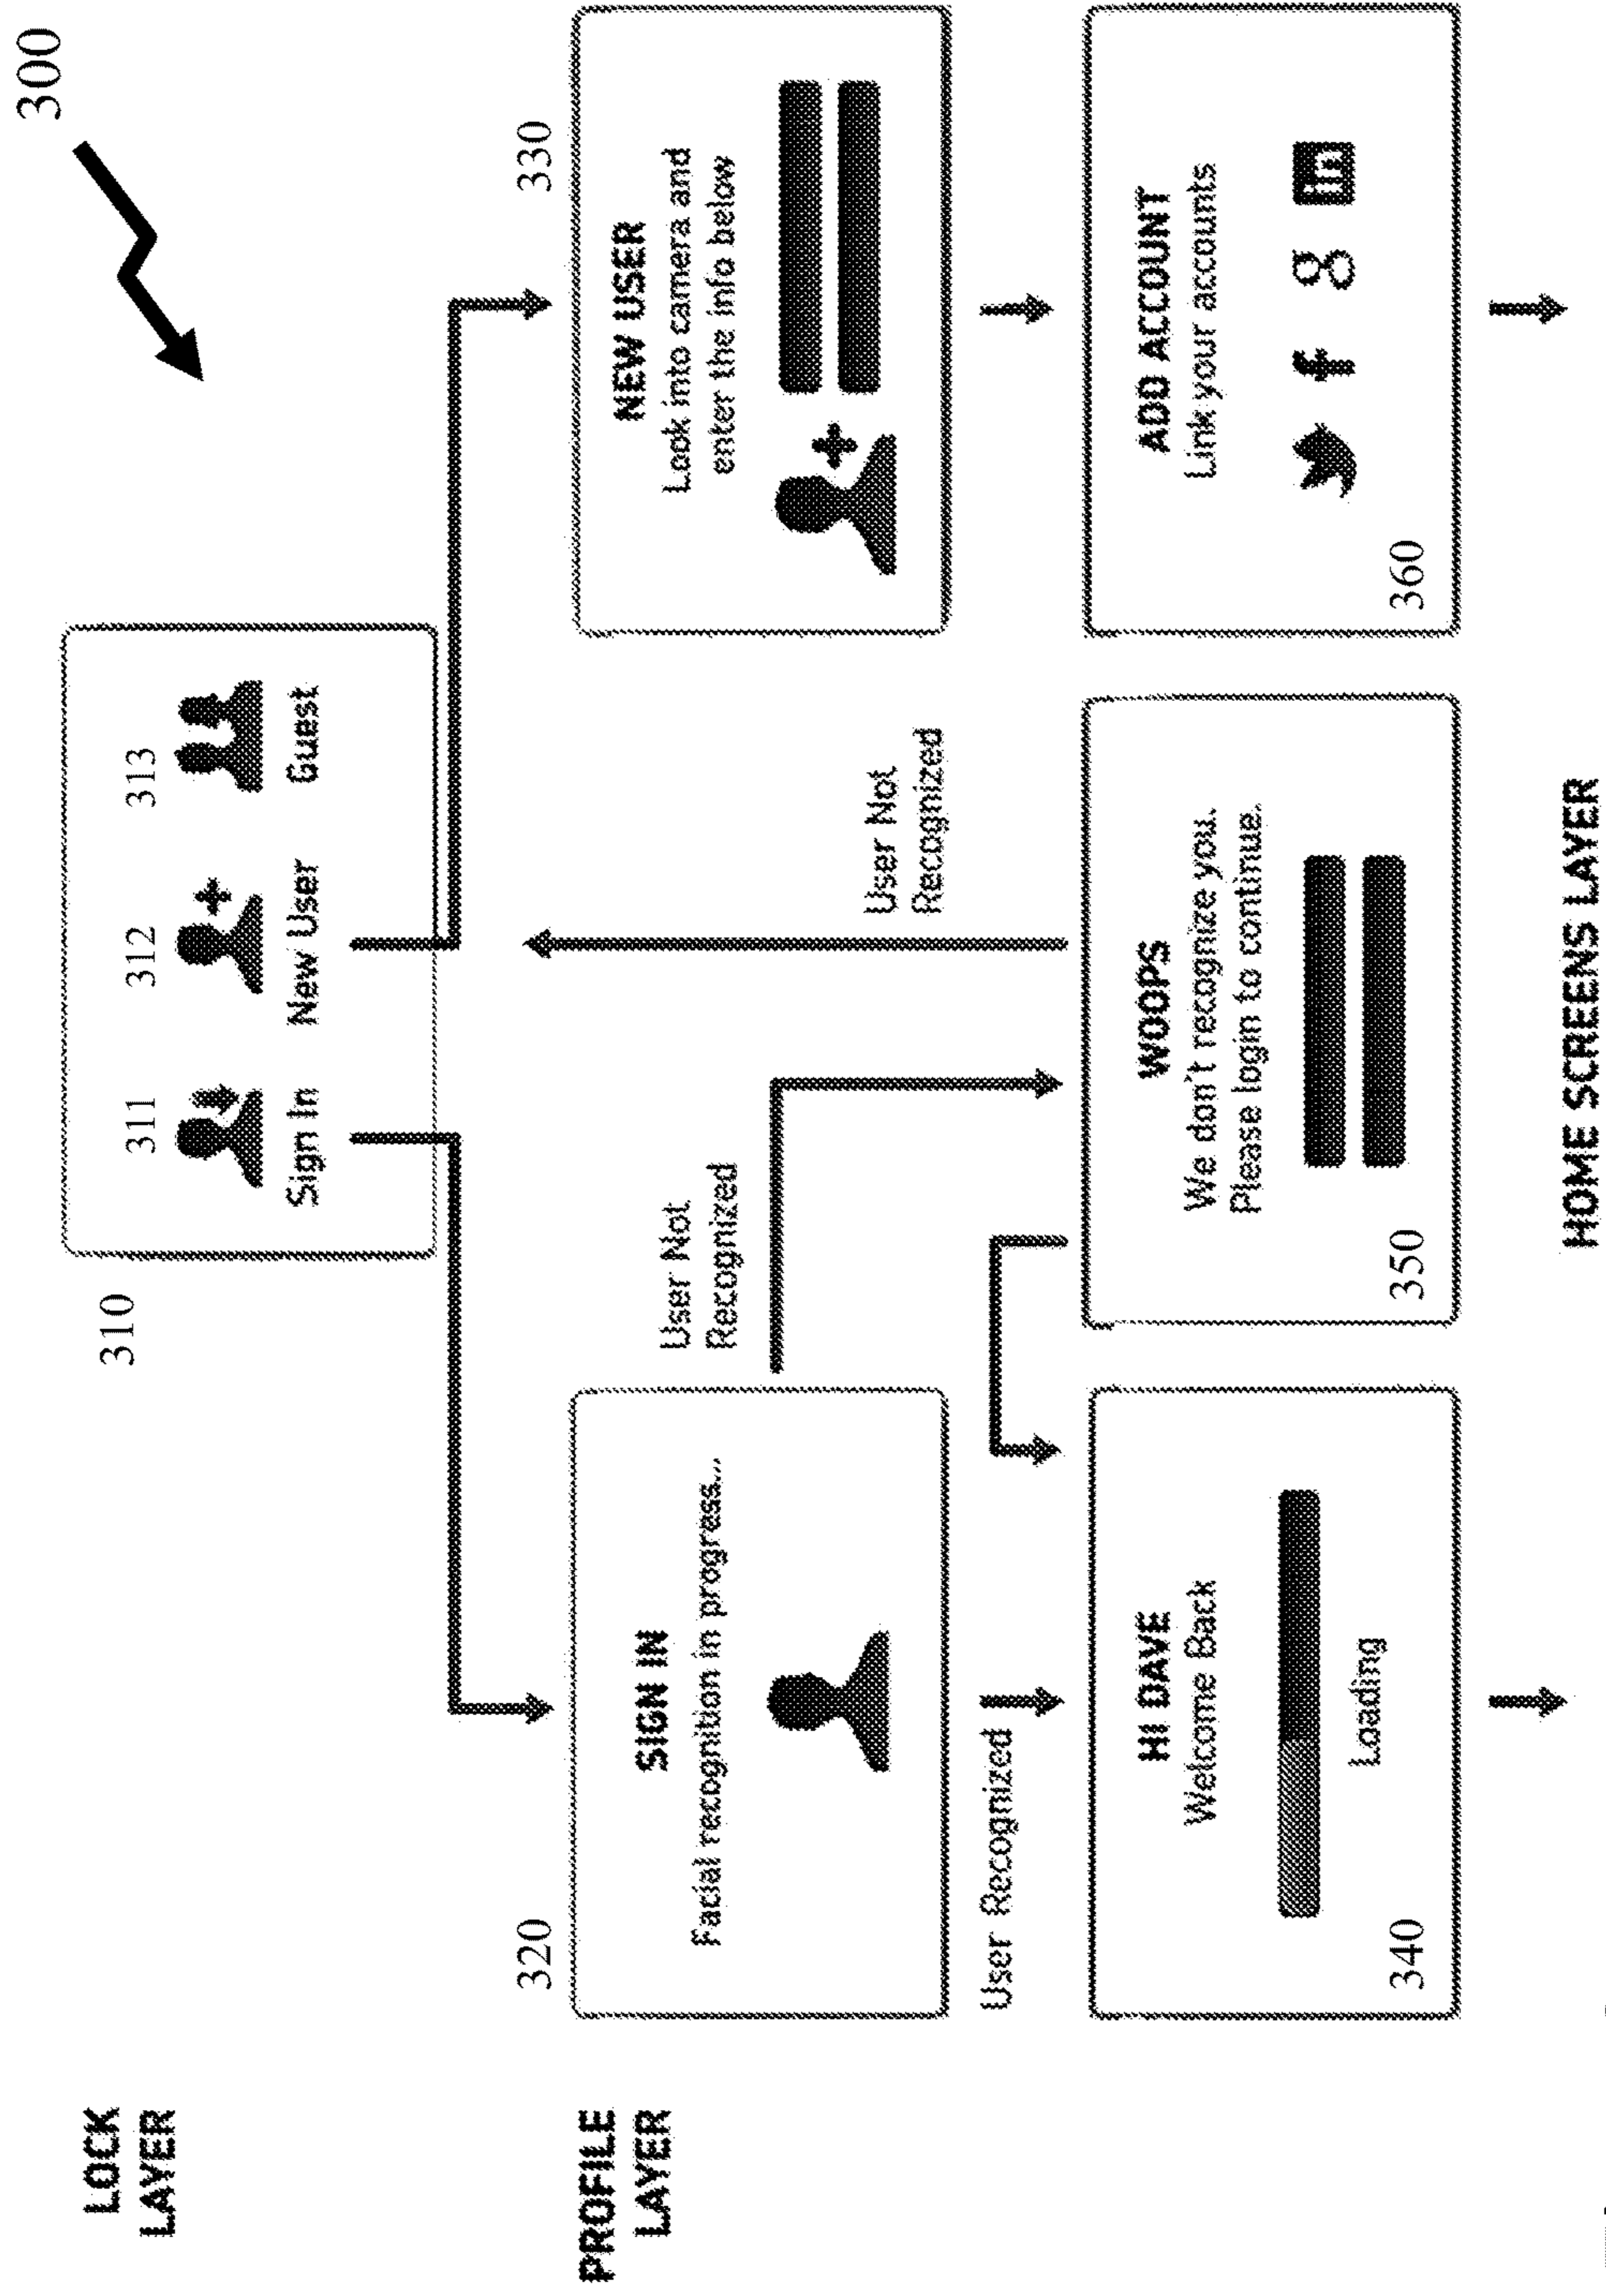 300
LOCK
LAYER
310
311
312
313
Sign In
New User
Guest
PROFILE
LAYER
320
SIGN IN
Facial recognition in progress...
User Not
Recognized
User Not
Recognized
330
NEW USER
Look into camera and
enter the info below
User Recognized
HI DAVE
Welcome Back
Loading
340
WOOPS
We don't recognize you.
Please login to continue.
350
ADD ACCOUNT
Link your accounts
f
g
in
360
HOME SCREENS LAYER